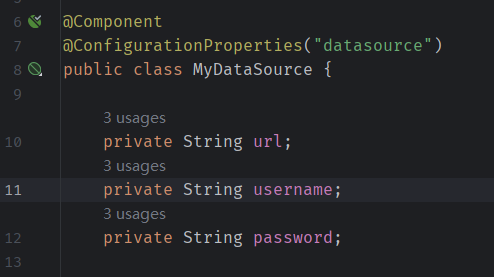 6 @Component
7 @ConfigurationProperties("datasource")
8 public class MyDataSource {
9
3 usages
10 private String url;
3 usages
11 private String username;
3 usages
12 private String password;
13